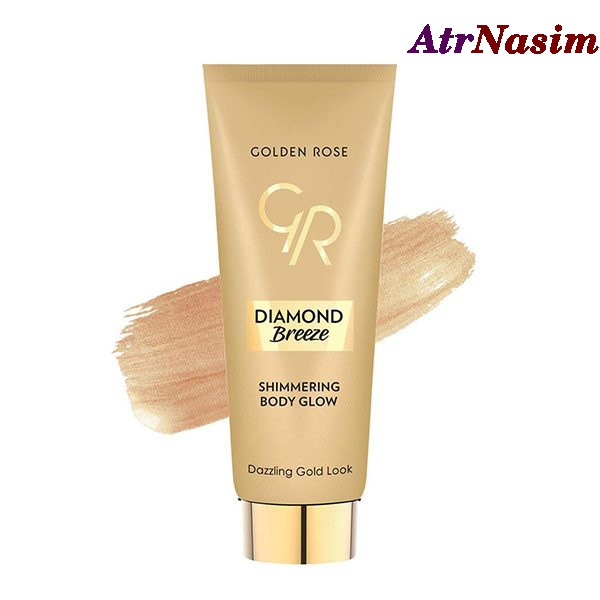 AtrNasim
GOLDEN ROSE
GR
DIAMOND
Breeze
SHIMMERING
BODY GLOW
Dazzling Gold Look